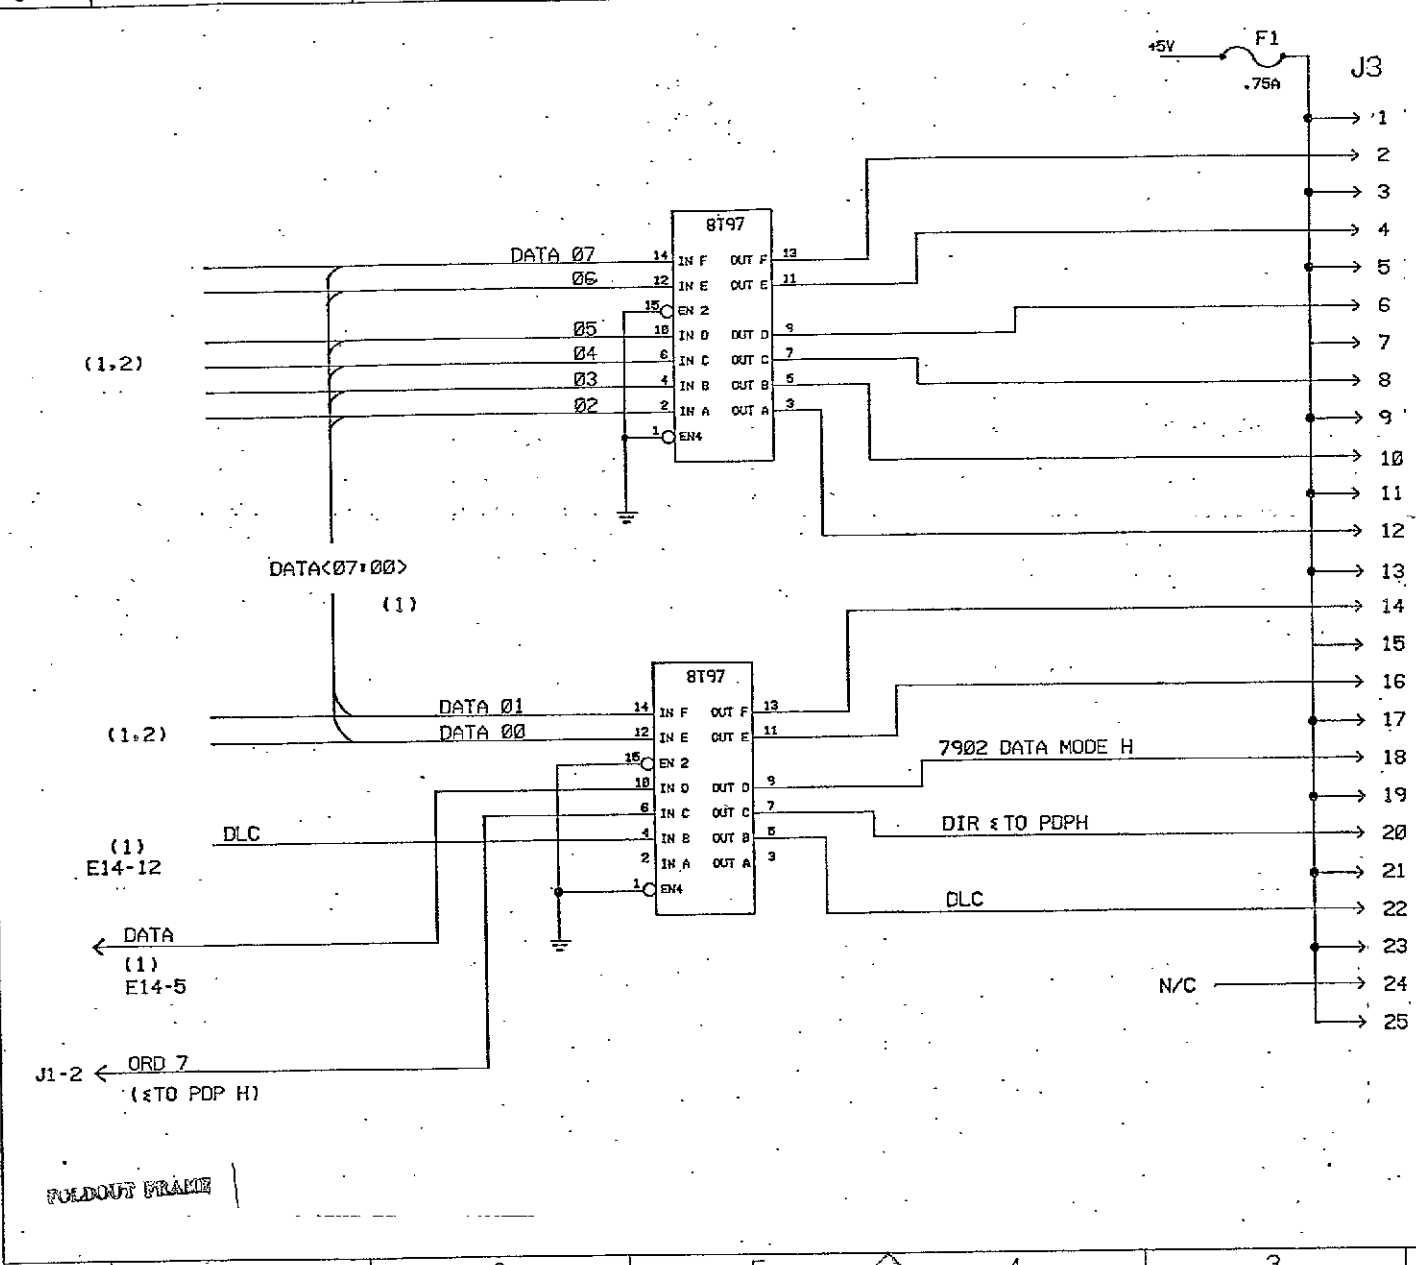 +5V
F1
.75A
J3
1
2
3
4
5
6
7
8
9
10
11
12
13
14
15
16
17
18
19
20
21
22
23
24
25
8T97
DATA 07 14 IN F OUT F 13
06 12 IN E OUT E 11
15 EN 2
05 10 IN D OUT D 9
04 6 IN C OUT C 7
(1,2)
03 4 IN B OUT B 5
02 2 IN A OUT A 3
1 EN4
DATA<07:00>
(1)
8T97
DATA 01 14 IN F OUT F 13
DATA 00 12 IN E OUT E 11
(1,2)
15 EN 2
7902 DATA MODE H
10 IN D OUT D 9
6 IN C OUT C 7
DIR ≤TO PDPH
DLC 4 IN B OUT B 5
(1)
E14-12
2 IN A OUT A 3
1 EN4
DLC
DATA
(1)
E14-5
N/C
J1-2 ORD 7
(≤TO PDP H)
FOLDOUT FRAME
4
3